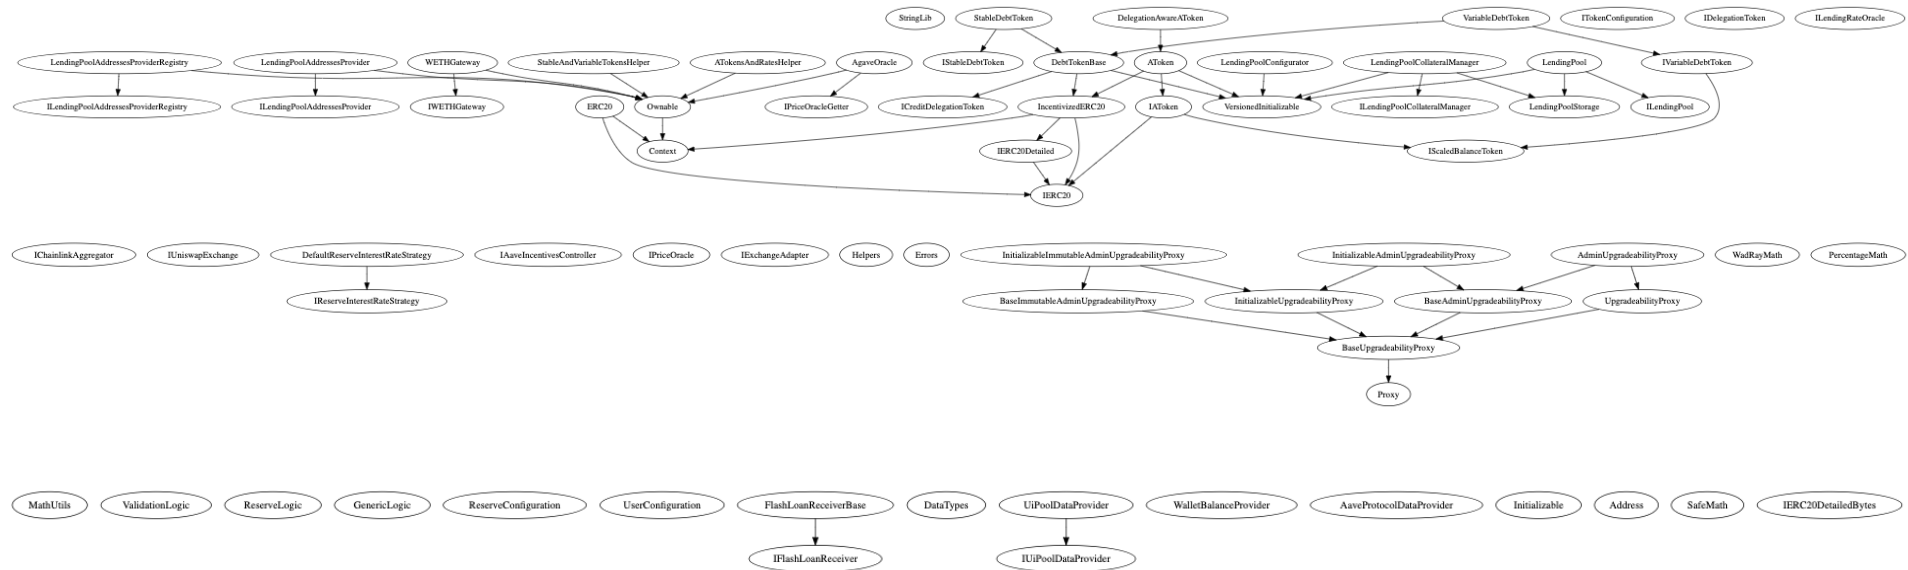 StringLib
StableDebtToken
DelegationAwareAToken
VariableDebtToken
ITokenConfiguration
IDelegationToken
ILendingRateOracle
LendingPoolAddressesProviderRegistry
LendingPoolAddressesProvider
WETHGateway
StableAndVariableTokensHelper
ATokensAndRatesHelper
AgaveOracle
IStableDebtToken
DebtTokenBase
AToken
LendingPoolConfigurator
LendingPoolCollateralManager
LendingPool
IVariableDebtToken
ILendingPoolAddressesProviderRegistry
ILendingPoolAddressesProvider
IWETHGateway
ERC20
Ownable
IPriceOracleGetter
ICreditDelegationToken
IncentivizedERC20
IAToken
VersionedInitializable
ILendingPoolCollateralManager
LendingPoolStorage
ILendingPool
Context
IERC20Detailed
IScaledBalanceToken
IERC20
IChainlinkAggregator
IUniswapExchange
DefaultReserveInterestRateStrategy
IAaveIncentivesController
IPriceOracle
IExchangeAdapter
Helpers
Errors
InitializableImmutableAdminUpgradeabilityProxy
InitializableAdminUpgradeabilityProxy
AdminUpgradeabilityProxy
WadRayMath
PercentageMath
IReserveInterestRateStrategy
BaseImmutableAdminUpgradeabilityProxy
InitializableUpgradeabilityProxy
BaseAdminUpgradeabilityProxy
UpgradeabilityProxy
BaseUpgradeabilityProxy
Proxy
MathUtils
ValidationLogic
ReserveLogic
GenericLogic
ReserveConfiguration
UserConfiguration
FlashLoanReceiverBase
DataTypes
UiPoolDataProvider
WalletBalanceProvider
AaveProtocolDataProvider
Initializable
Address
SafeMath
IERC20DetailedBytes
IFlashLoanReceiver
IUiPoolDataProvider